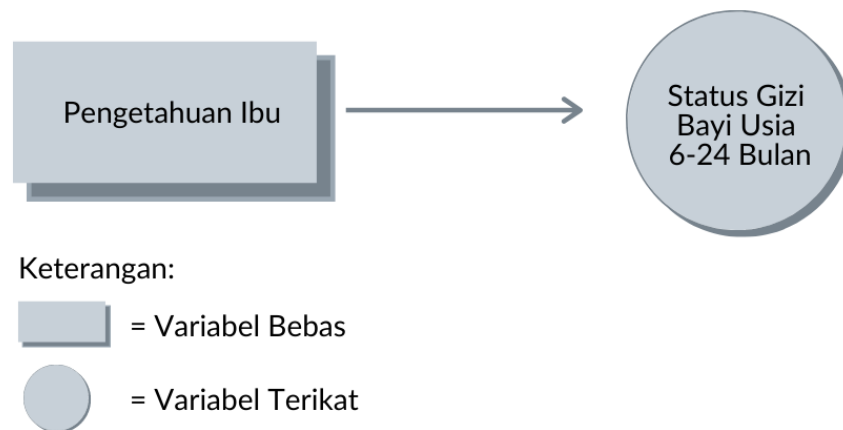 Pengetahuan Ibu
Status Gizi
Bayi Usia
6-24 Bulan
Keterangan:
= Variabel Bebas
= Variabel Terikat